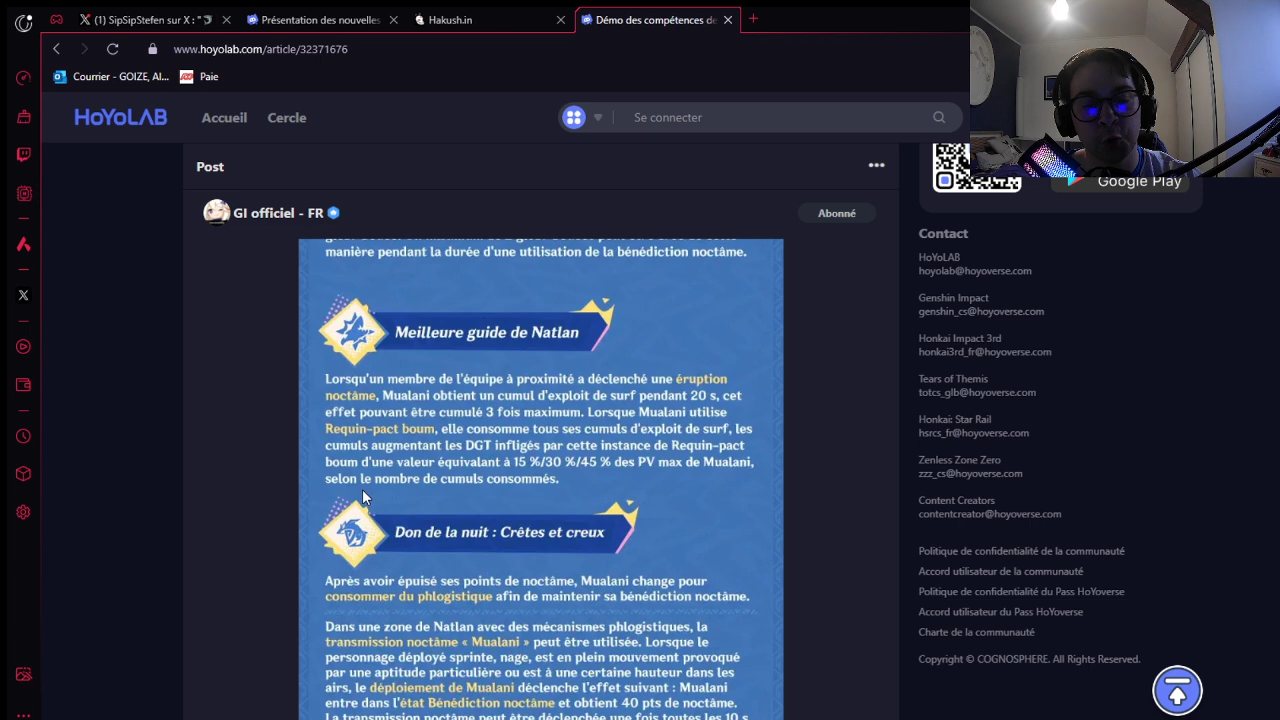 (1) SipSipStefen sur X : "
Présentation des nouvelles
Hakush.in
Démo des compétences de
www.hoyolab.com/article/32371676
Courrier - GOIZE, Al...
Paie
HoYoLAB
Accueil
Cercle
Se connecter
Post
GI officiel - FR
Abonné
manière pendant la durée d'une utilisation de la bénédiction noctâme.
Meilleure guide de Natlan
Lorsqu'un membre de l'équipe à proximité a déclenché une éruption
noctâme, Mualani obtient un cumul d'exploit de surf pendant 20 s, cet
effet pouvant être cumulé 3 fois maximum. Lorsque Mualani utilise
Requin-pact boum, elle consomme tous ses cumuls d'exploit de surf, les
cumuls augmentant les DGT infligés par cette instance de Requin-pact
boum d'une valeur équivalant à 15 %/30 %/45 % des PV max de Mualani,
selon le nombre de cumuls consommés.
Don de la nuit : Crêtes et creux
Après avoir épuisé ses points de noctâme, Mualani change pour
consommer du phlogistique afin de maintenir sa bénédiction noctâme.
Dans une zone de Natlan avec des mécanismes phlogistiques, la
transmission noctâme « Mualani » peut être utilisée. Lorsque le
personnage déployé sprinte, nage, est en plein mouvement provoqué
par une aptitude particulière ou est à une certaine hauteur dans les
airs, le déploiement de Mualani déclenche l'effet suivant : Mualani
entre dans l'état Bénédiction noctâme et obtient 40 pts de noctâme.
La transmission noctâme peut être déclenchée une fois toutes les 10 s
Google Play
Contact
HoYoLAB
hoyolab@hoyoverse.com
Genshin Impact
genshin_cs@hoyoverse.com
Honkai Impact 3rd
honkai3rd_fr@hoyoverse.com
Tears of Themis
totcs_glb@hoyoverse.com
Honkai: Star Rail
hsrcs_fr@hoyoverse.com
Zenless Zone Zero
zzz_cs@hoyoverse.com
Content Creators
contentcreator@hoyoverse.com
Politique de confidentialité de la communauté
Accord utilisateur de la communauté
Politique de confidentialité du Pass HoYoverse
Accord utilisateur du Pass HoYoverse
Charte de la communauté
Copyright © COGNOSPHERE. All Rights Reserved.